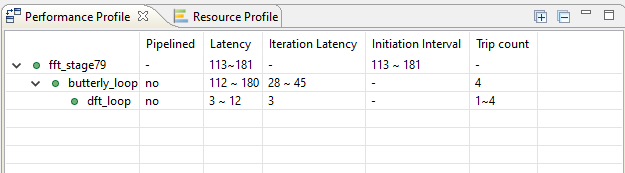 Performance Profile Resource Profile
Pipelined Latency Iteration Latency Initiation Interval Trip count
fft_stage79 - 113~181 - 113 ~ 181 -
butterly_loop no 112 ~ 180 28 ~ 45 - 4
dft_loop no 3 ~ 12 3 - 1~4